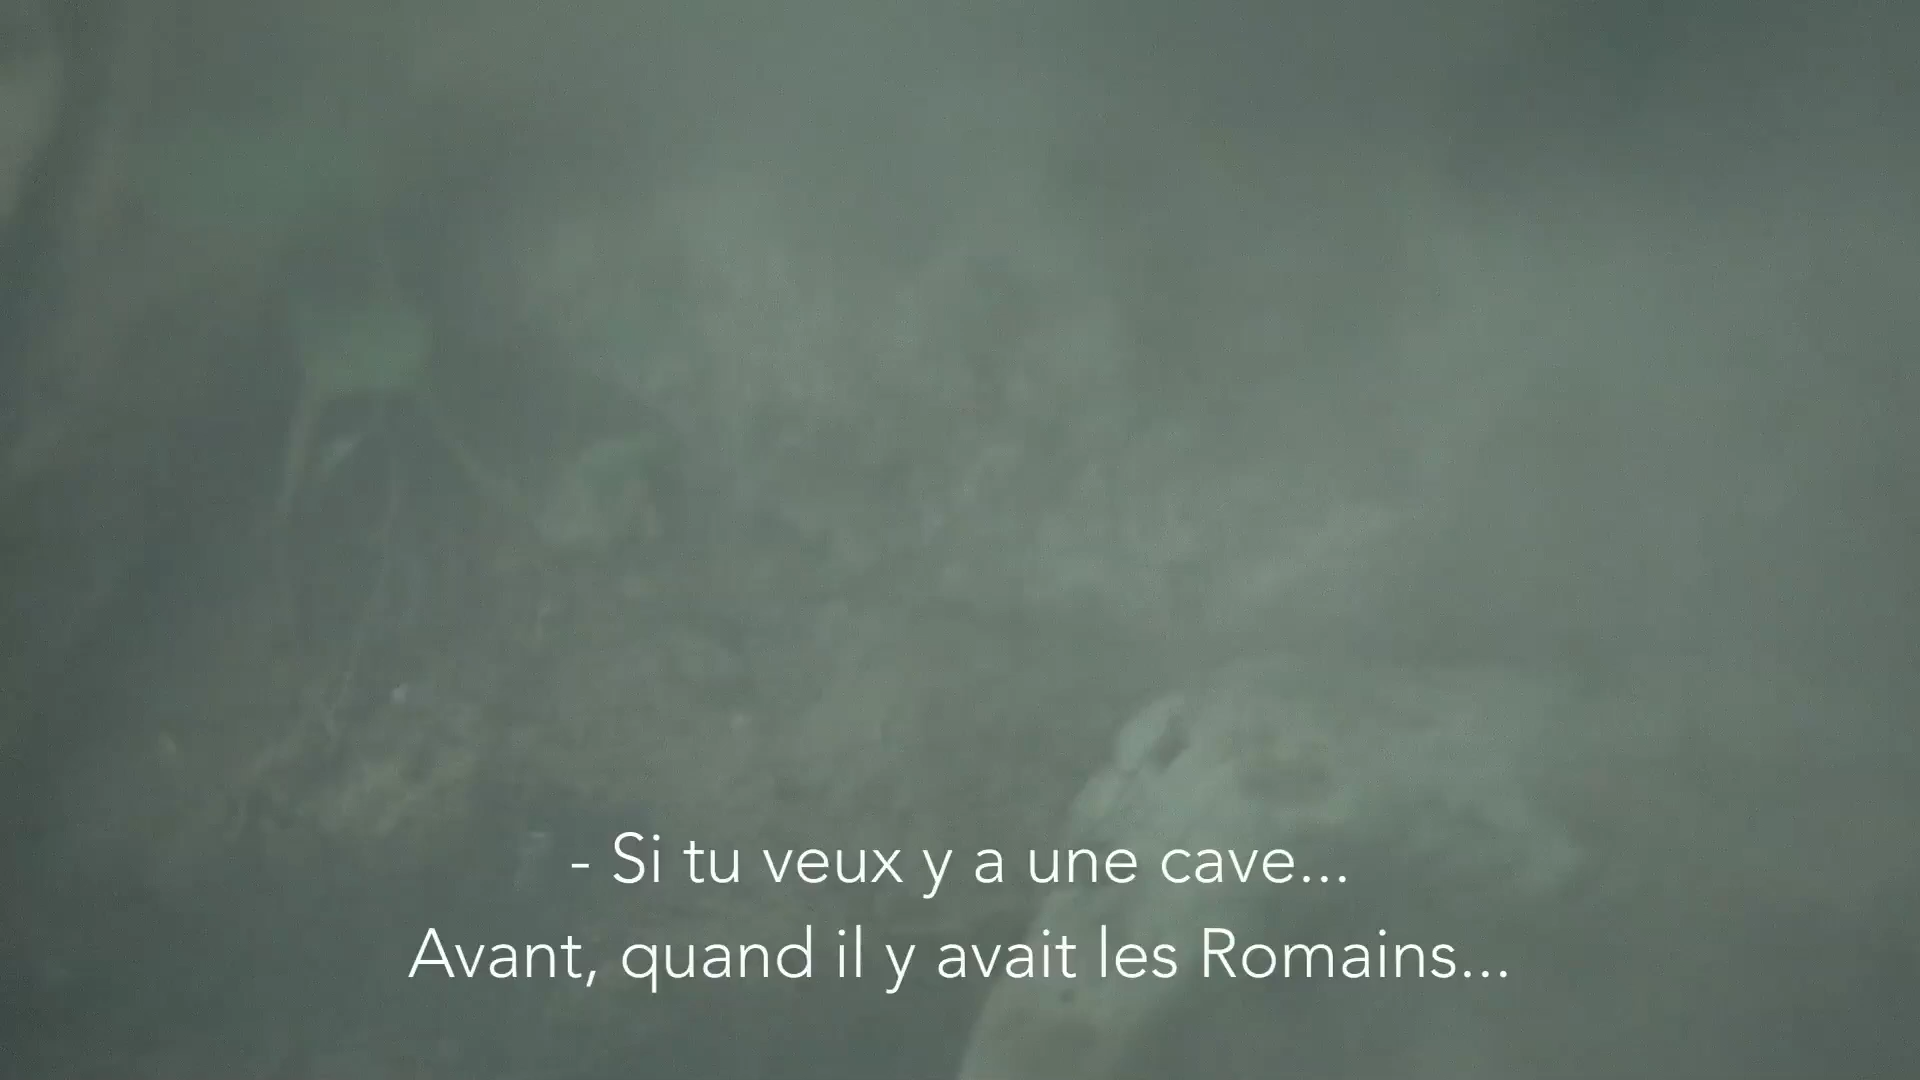 - Si tu veux y a une cave...
Avant, quand il y avait les Romains...